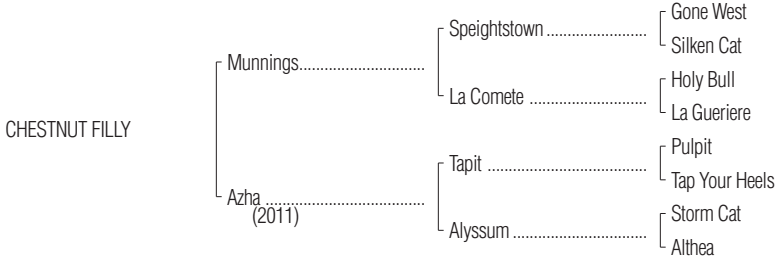 Gone West
Speightstown
Silken Cat
Munnings
Holy Bull
La Comete
La Gueriere
CHESTNUT FILLY
Pulpit
Tapit
Tap Your Heels
Azha
(2011)
Storm Cat
Alyssum
Althea